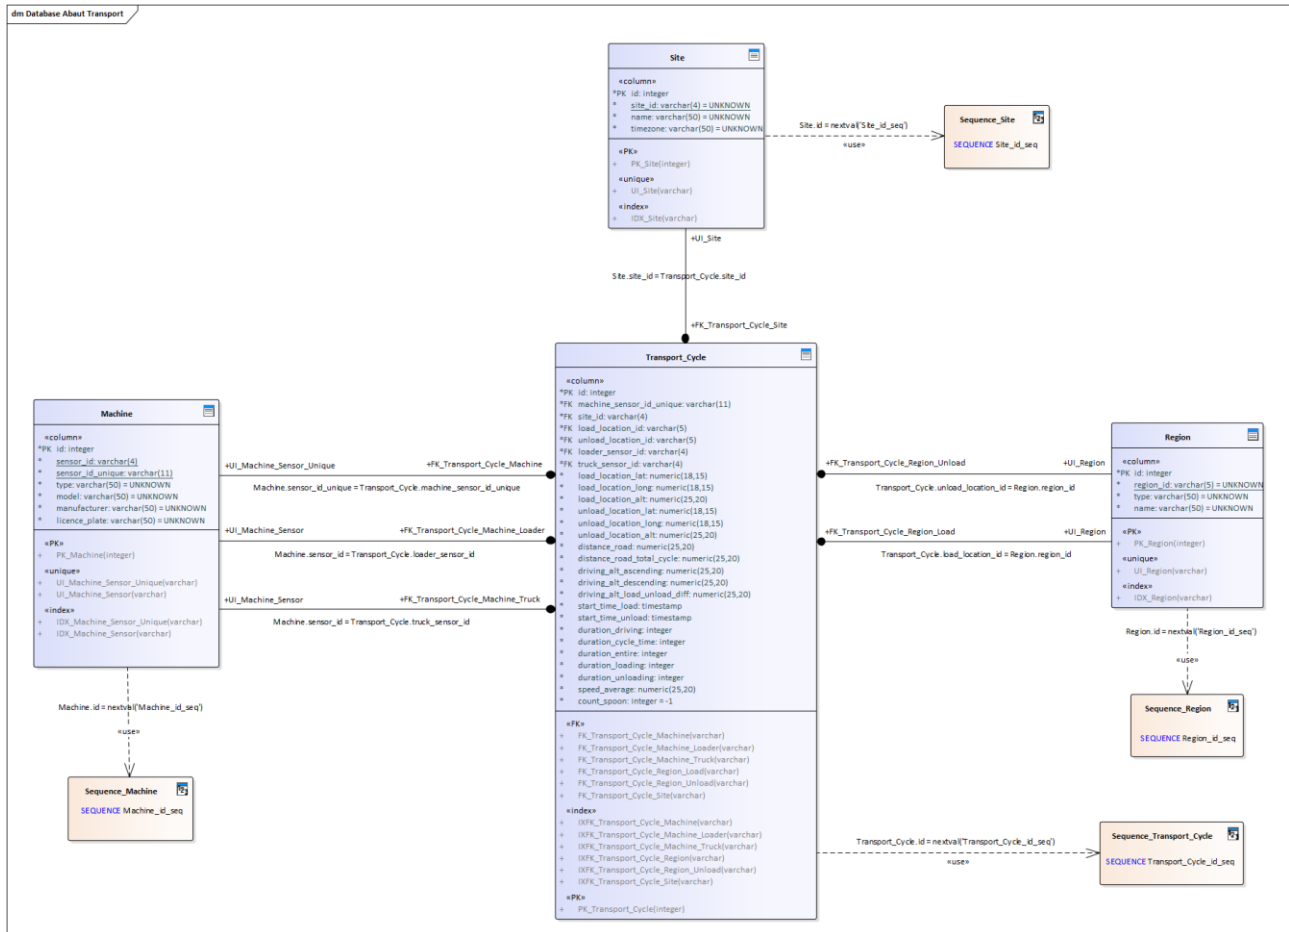 dm Database Abaut Transport
Site
«column»
*PK id: integer
* site_id: varchar(4) = UNKNOWN
* name: varchar(50) = UNKNOWN
* timezone: varchar(50) = UNKNOWN
«PK»
+ PK_Site(integer)
«unique»
+ UI_Site(varchar)
«index»
+ IDX_Site(varchar)
Site.id = nextval('Site_id_seq')
«use»
Sequence_Site
SEQUENCE Site_id_seq
+UI_Site
Site.site_id = Transport_Cycle.site_id
+FK_Transport_Cycle_Site
Transport_Cycle
«column»
*PK id: integer
*FK machine_sensor_id_unique: varchar(11)
*FK site_id: varchar(4)
*FK load_location_id: varchar(5)
*FK unload_location_id: varchar(5)
*FK loader_sensor_id: varchar(4)
*FK truck_sensor_id: varchar(4)
* load_location_lat: numeric(18,15)
* load_location_long: numeric(18,15)
* load_location_alt: numeric(25,20)
* unload_location_lat: numeric(18,15)
* unload_location_long: numeric(18,15)
* unload_location_alt: numeric(25,20)
* distance_road: numeric(25,20)
* distance_road_total_cycle: numeric(25,20)
* driving_alt_ascending: numeric(25,20)
* driving_alt_descending: numeric(25,20)
* driving_alt_load_unload_diff: numeric(25,20)
* start_time_load: timestamp
* start_time_unload: timestamp
* duration_driving: integer
* duration_cycle_time: integer
* duration_entire: integer
* duration_loading: integer
* duration_unloading: integer
* speed_average: numeric(25,20)
* count_spoon: integer = -1
«FK»
+ FK_Transport_Cycle_Machine(varchar)
+ FK_Transport_Cycle_Machine_Loader(varchar)
+ FK_Transport_Cycle_Machine_Truck(varchar)
+ FK_Transport_Cycle_Region_Load(varchar)
+ FK_Transport_Cycle_Region_Unload(varchar)
+ FK_Transport_Cycle_Site(varchar)
«index»
+ IXFK_Transport_Cycle_Machine(varchar)
+ IXFK_Transport_Cycle_Machine_Loader(varchar)
+ IXFK_Transport_Cycle_Machine_Truck(varchar)
+ IXFK_Transport_Cycle_Region(varchar)
+ IXFK_Transport_Cycle_Region_Unload(varchar)
+ IXFK_Transport_Cycle_Site(varchar)
«PK»
+ PK_Transport_Cycle(integer)
Machine
«column»
*PK id: integer
* sensor_id: varchar(4)
* sensor_id_unique: varchar(11)
* type: varchar(50) = UNKNOWN
* model: varchar(50) = UNKNOWN
* manufacturer: varchar(50) = UNKNOWN
* licence_plate: varchar(50) = UNKNOWN
«PK»
+ PK_Machine(integer)
«unique»
+ UI_Machine_Sensor_Unique(varchar)
+ UI_Machine_Sensor(varchar)
«index»
+ IDX_Machine_Sensor_Unique(varchar)
+ IDX_Machine_Sensor(varchar)
+UI_Machine_Sensor_Unique +FK_Transport_Cycle_Machine
Machine.sensor_id_unique = Transport_Cycle.machine_sensor_id_unique
+UI_Machine_Sensor +FK_Transport_Cycle_Machine_Loader
Machine.sensor_id = Transport_Cycle.loader_sensor_id
+UI_Machine_Sensor +FK_Transport_Cycle_Machine_Truck
Machine.sensor_id = Transport_Cycle.truck_sensor_id
Machine.id = nextval('Machine_id_seq')
«use»
Sequence_Machine
SEQUENCE Machine_id_seq
+FK_Transport_Cycle_Region_Unload +UI_Region
Transport_Cycle.unload_location_id = Region.region_id
+FK_Transport_Cycle_Region_Load +UI_Region
Transport_Cycle.load_location_id = Region.region_id
Region
«column»
*PK id: integer
* region_id: varchar(5) = UNKNOWN
* type: varchar(50) = UNKNOWN
* name: varchar(50) = UNKNOWN
«PK»
+ PK_Region(integer)
«unique»
+ UI_Region(varchar)
«index»
+ IDX_Region(varchar)
Region.id = nextval('Region_id_seq')
«use»
Sequence_Region
SEQUENCE Region_id_seq
Transport_Cycle.id = nextval('Transport_Cycle_id_seq')
«use»
Sequence_Transport_Cycle
SEQUENCE Transport_Cycle_id_seq